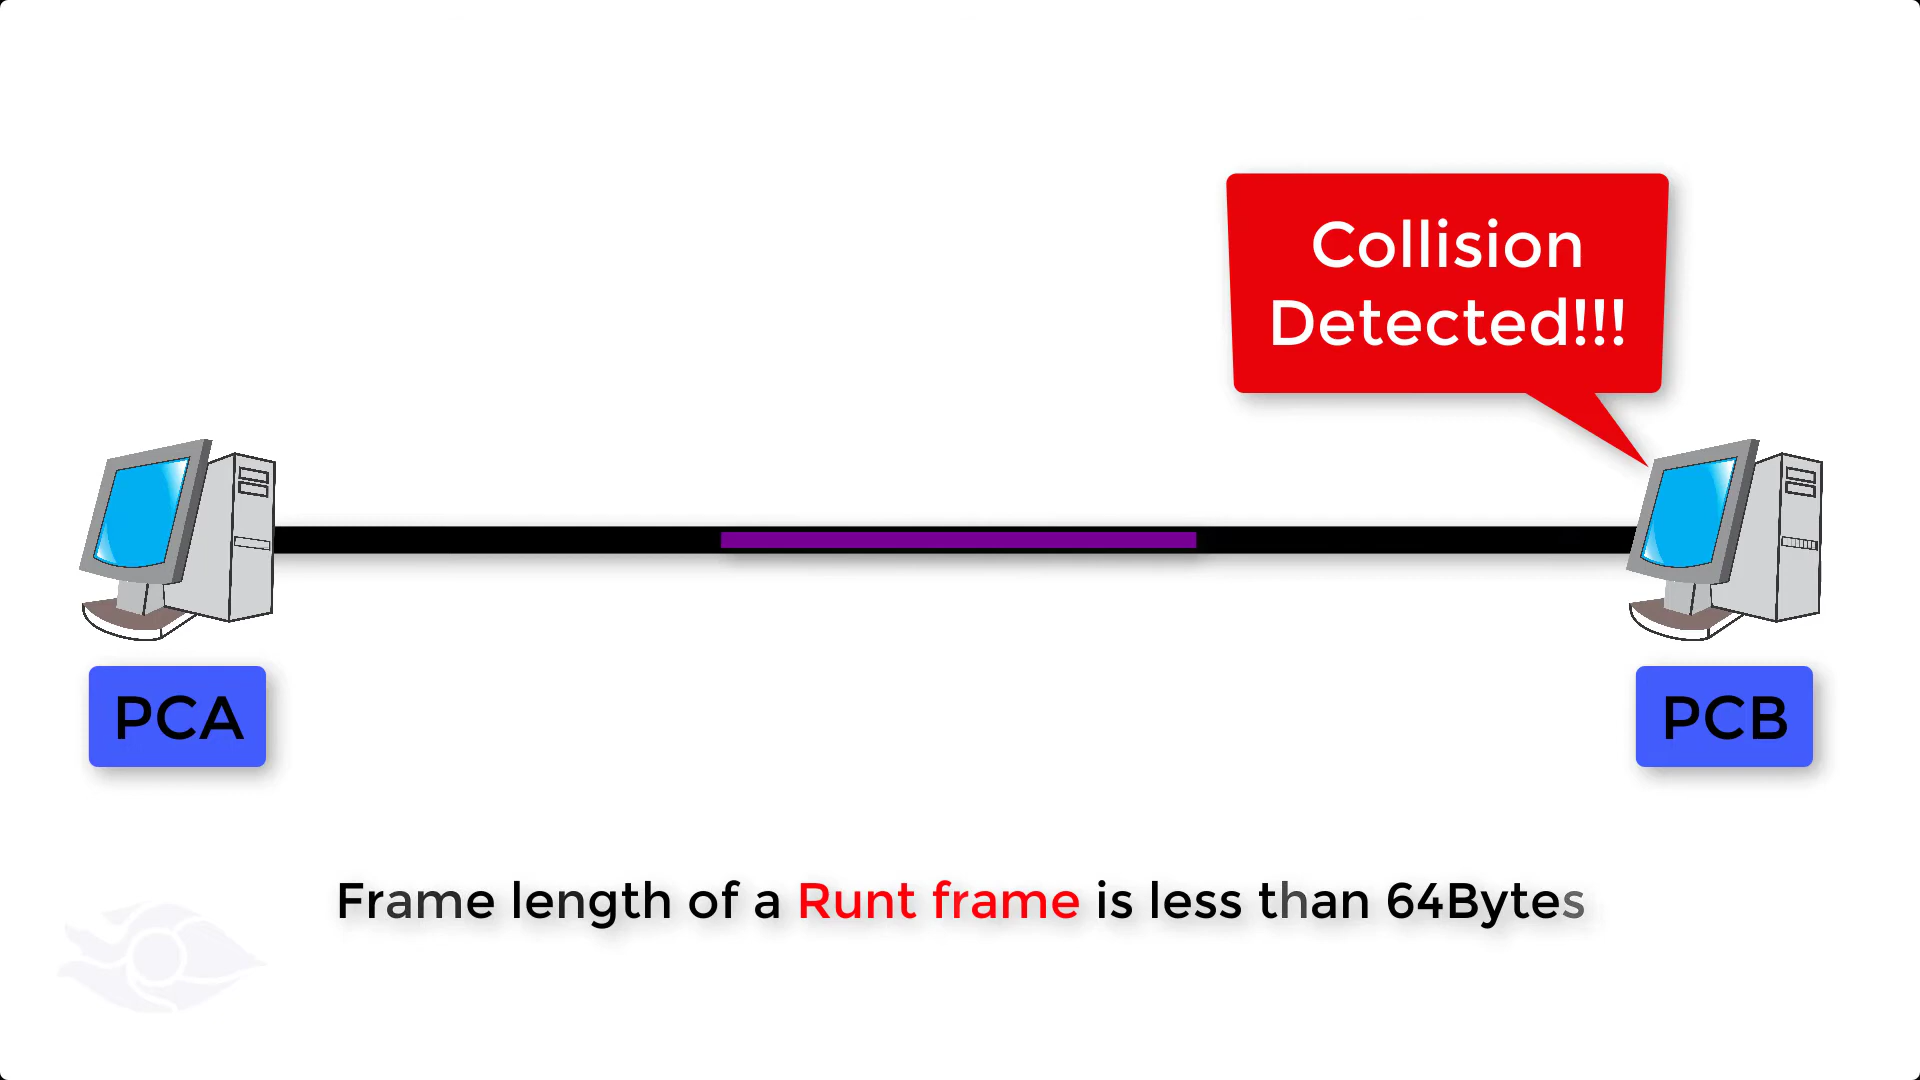 Collision
Detected!!!
PCA
PCB
Frame length of a Runt frame is less than 64Bytes